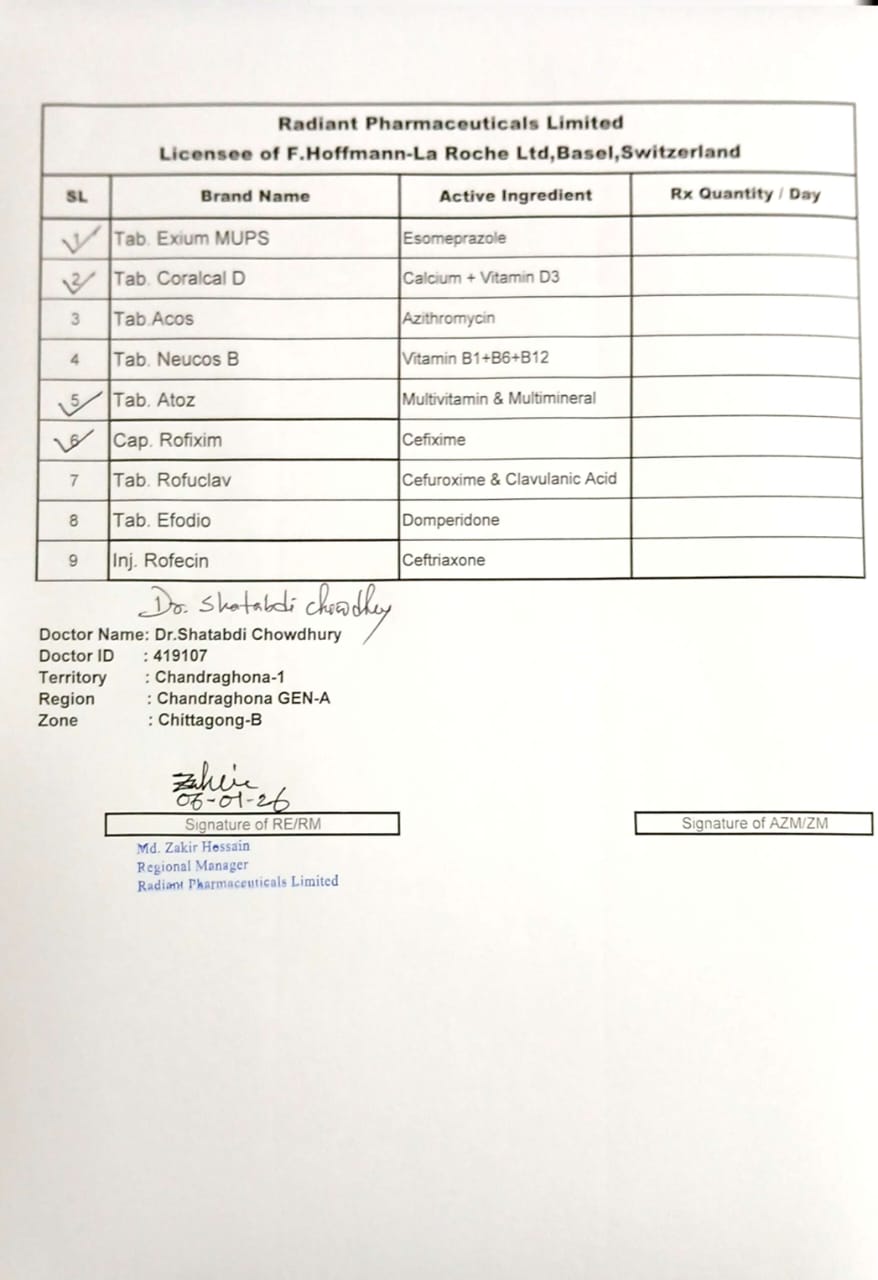 Radiant Pharmaceuticals Limited
Licensee of F.Hoffmann-La Roche Ltd,Basel,Switzerland
SL Brand Name Active Ingredient Rx Quantity / Day
1 Tab. Exium MUPS Esomeprazole
2 Tab. Coralcal D Calcium + Vitamin D3
3 Tab.Acos Azithromycin
4 Tab. Neucos B Vitamin B1+B6+B12
5 Tab. Atoz Multivitamin & Multimineral
6 Cap. Rofixim Cefixime
7 Tab. Rofuclav Cefuroxime & Clavulanic Acid
8 Tab. Efodio Domperidone
9 Inj. Rofecin Ceftriaxone
Dr. Shatabdi Chowdhuy
Doctor Name: Dr.Shatabdi Chowdhury
Doctor ID : 419107
Territory : Chandraghona-1
Region : Chandraghona GEN-A
Zone : Chittagong-B
06-01-26
Signature of RE/RM Signature of AZM/ZM
Md. Zakir Hossain
Regional Manager
Radiant Pharmaceuticals Limited